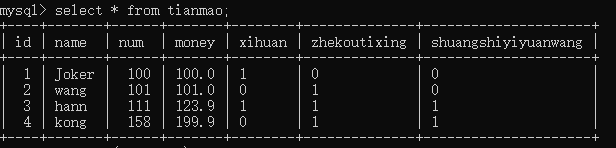 mysql> select * from tianmao;
+----+-------+-----+-------+--------+--------------+--------------------+
| id | name | num | money | xihuan | zhekoutixing | shuangshiyiyuanwang |
+----+-------+-----+-------+--------+--------------+--------------------+
| 1 | Joker | 100 | 100.0 | 1 | 0 | 0 |
| 2 | wang | 101 | 101.0 | 0 | 1 | 0 |
| 3 | hann | 111 | 123.9 | 1 | 1 | 1 |
| 4 | kong | 158 | 199.9 | 0 | 1 | 1 |
+----+-------+-----+-------+--------+--------------+--------------------+